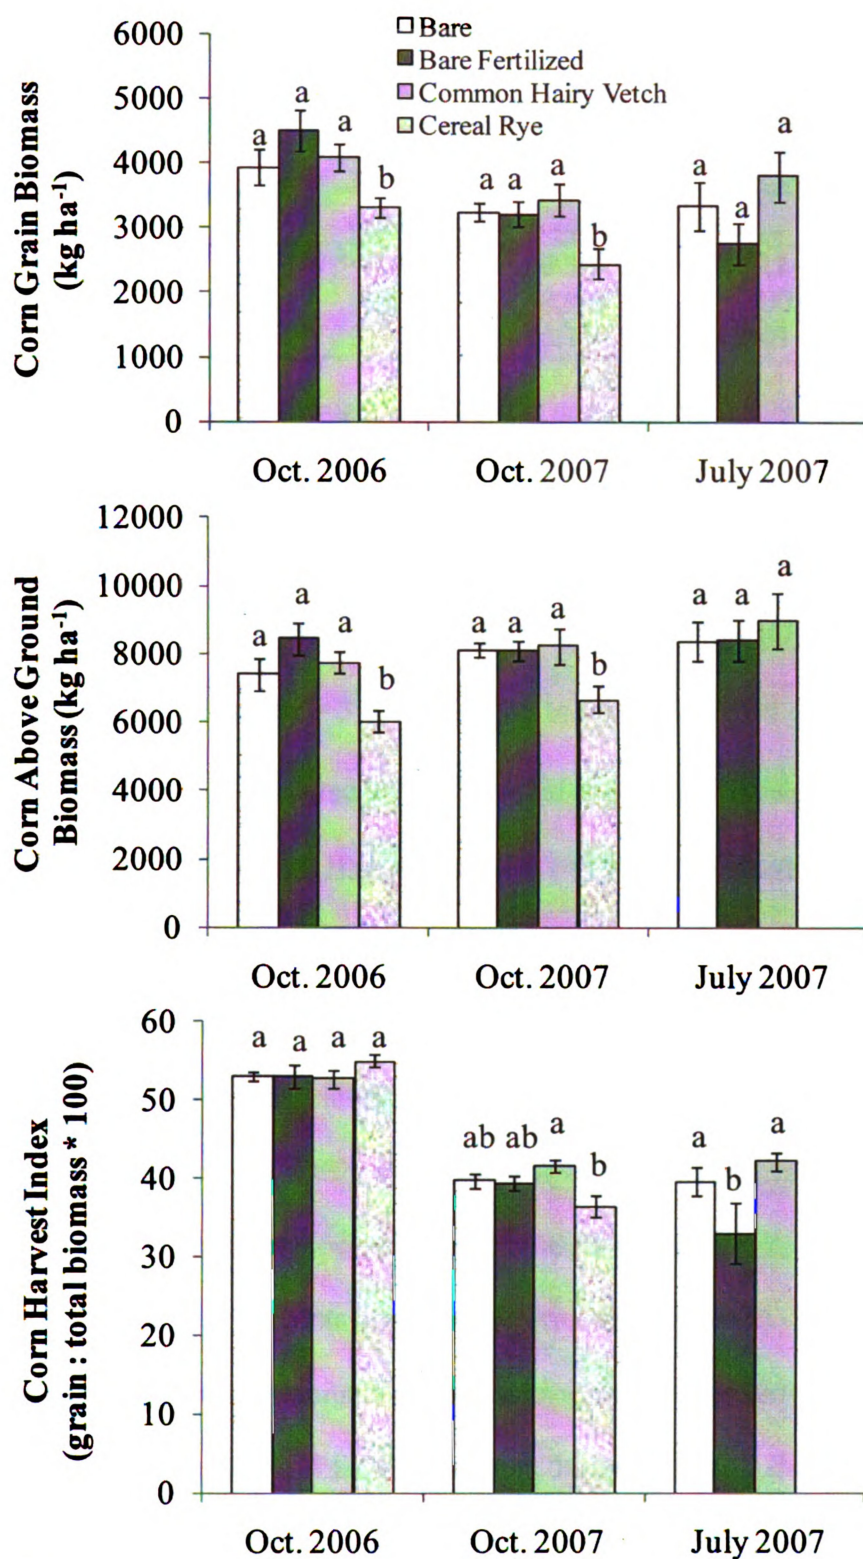 Bare
Bare Fertilized
Common Hairy Vetch
Cereal Rye
Corn Grain Biomass
(kg ha⁻¹)
6000
5000
4000
3000
2000
1000
0
a a a b
a a a b
a a a
Oct. 2006 Oct. 2007 July 2007
Corn Above Ground
Biomass (kg ha⁻¹)
12000
10000
8000
6000
4000
2000
0
a a a b
a a a b
a a a
Oct. 2006 Oct. 2007 July 2007
Corn Harvest Index
(grain : total biomass * 100)
60
50
40
30
20
10
0
a a a a
ab ab a b
a b a
Oct. 2006 Oct. 2007 July 2007